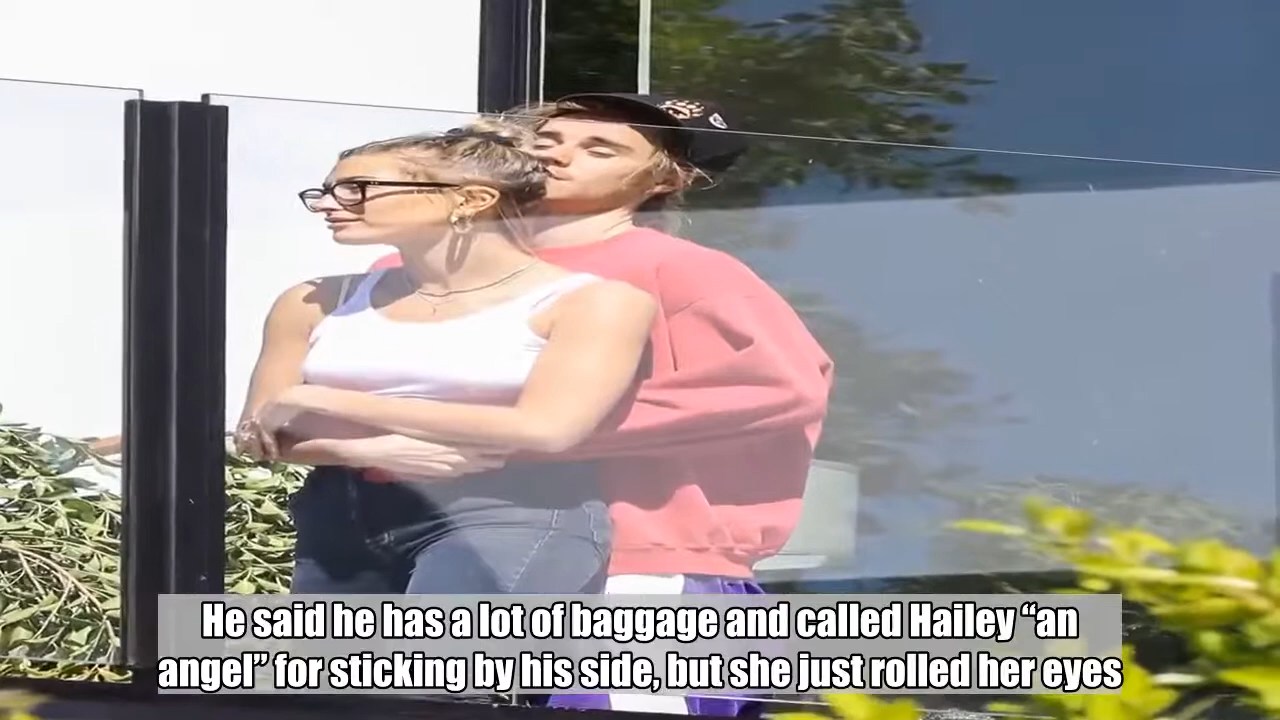 He said he has a lot of baggage and called Hailey “an
angel” for sticking by his side, but she just rolled her eyes